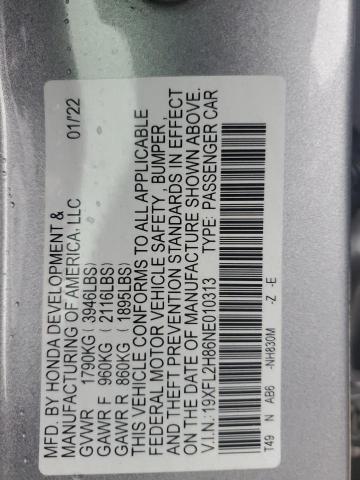 MFD. BY HONDA DEVELOPMENT &
MANUFACTURING OF AMERICA, LLC 01/22
GVWR 1790KG ( 3946LBS)
GAWR F 960KG ( 2116LBS)
GAWR R 860KG ( 1895LBS)
THIS VEHICLE CONFORMS TO ALL APPLICABLE
FEDERAL MOTOR VEHICLE SAFETY , BUMPER,
AND THEFT PREVENTION STANDARDS IN EFFECT
ON THE DATE OF MANUFACTURE SHOWN ABOVE.
V.I.N.: 19XFL2H86NE010313 TYPE: PASSENGER CAR
T49 N AB6 -NH830M -Z -E